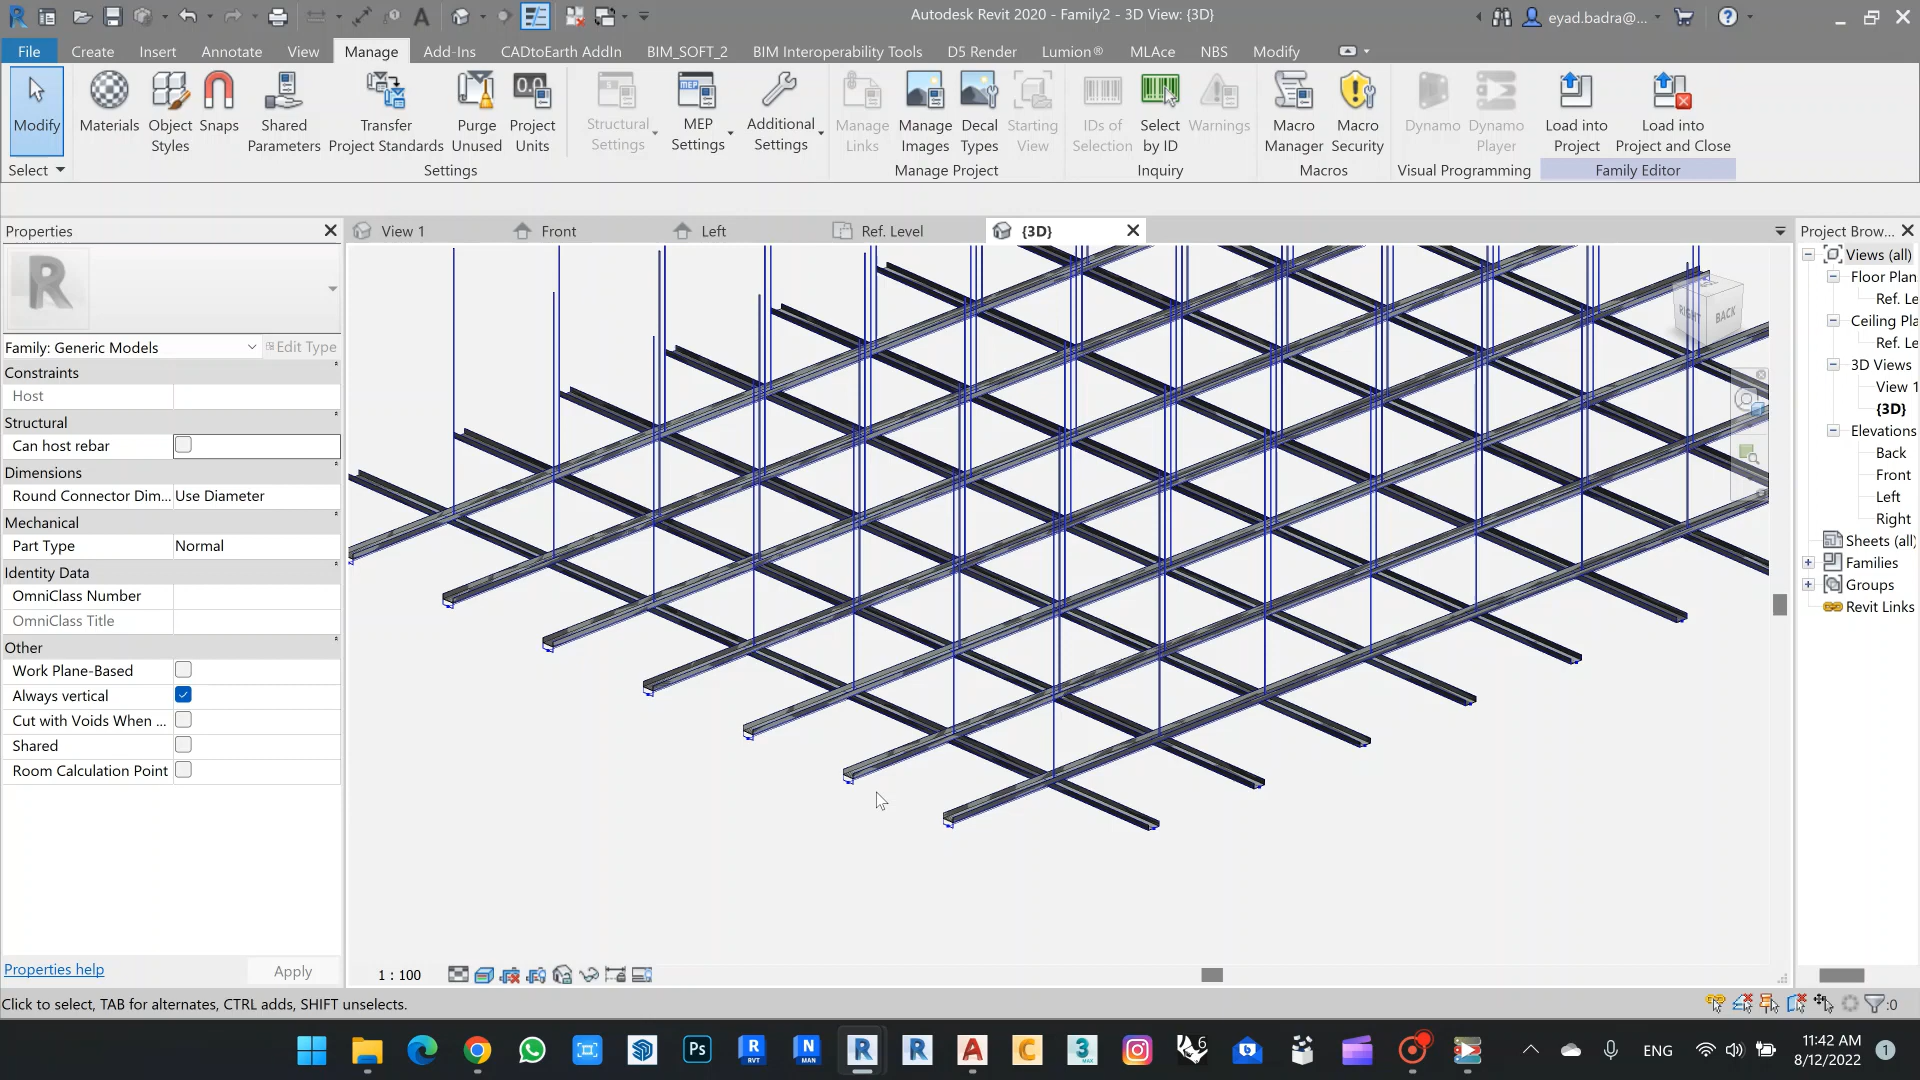 Autodesk Revit 2020 - Family2 - 3D View: {3D}
eyad.badra@...
File Create Insert Annotate View Manage Add-Ins CADtoEarth AddIn BIM_SOFT_2 BIM Interoperability Tools D5 Render Lumion® MLAce NBS Modify
Modify
Materials
Object Styles
Snaps
Shared Parameters
Transfer Project Standards
Purge Unused
Project Units
Structural Settings
MEP Settings
Additional Settings
Manage Links
Manage Images
Decal Types
Starting View
IDs of Selection
Select by ID
Warnings
Macro Manager
Macro Security
Dynamo
Dynamo Player
Load into Project
Load into Project and Close
Select Settings Manage Project Inquiry Macros Visual Programming Family Editor
Properties
View 1 Front Left Ref. Level {3D}
Project Brow...
Family: Generic Models Edit Type
Constraints
Host
Structural
Can host rebar
Dimensions
Round Connector Dim... Use Diameter
Mechanical
Part Type Normal
Identity Data
OmniClass Number
OmniClass Title
Other
Work Plane-Based
Always vertical
Cut with Voids When ...
Shared
Room Calculation Point
Properties help Apply
RIGHT BACK
Views (all)
Floor Plan
Ref. Le
Ceiling Pla
Ref. Le
3D Views
View 1
{3D}
Elevations
Back
Front
Left
Right
Sheets (all)
Families
Groups
Revit Links
1 : 100
Click to select, TAB for alternates, CTRL adds, SHIFT unselects.
:0
ENG
11:42 AM
8/12/2022
1